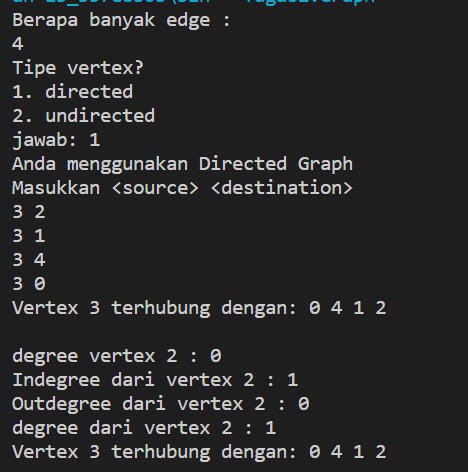 Berapa banyak edge :
4
Tipe vertex?
1. directed
2. undirected
jawab: 1
Anda menggunakan Directed Graph
Masukkan <source> <destination>
3 2
3 1
3 4
3 0
Vertex 3 terhubung dengan: 0 4 1 2
degree vertex 2 : 0
Indegree dari vertex 2 : 1
Outdegree dari vertex 2 : 0
degree dari vertex 2 : 1
Vertex 3 terhubung dengan: 0 4 1 2